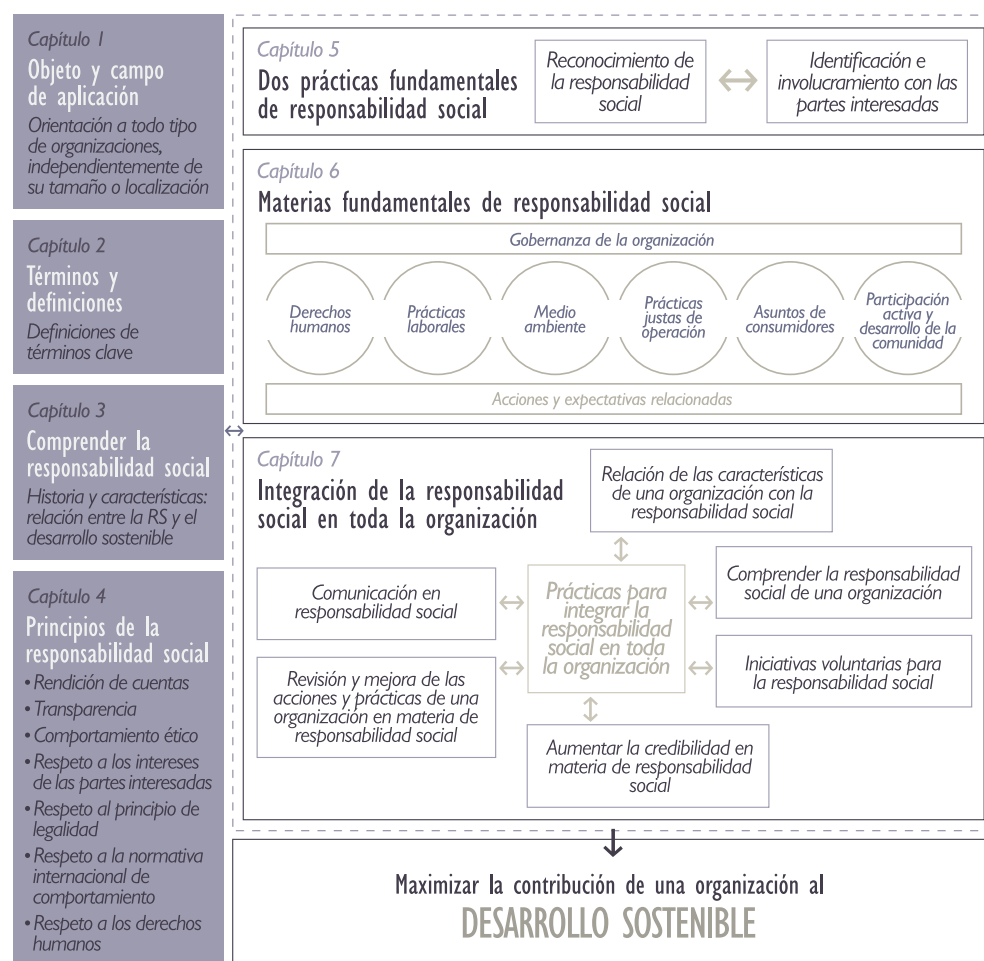 Capítulo 1
Objeto y campo
de aplicación
Orientación a todo tipo
de organizaciones,
independientemente de
su tamaño o localización
Capítulo 2
Términos y
definiciones
Definiciones de
términos clave
Capítulo 3
Comprender la
responsabilidad social
Historia y características:
relación entre la RS y el
desarrollo sostenible
Capítulo 4
Principios de la
responsabilidad social
• Rendición de cuentas
• Transparencia
• Comportamiento ético
• Respeto a los intereses
de las partes interesadas
• Respeto al principio de
legalidad
• Respeto a la normativa
internacional de
comportamiento
• Respeto a los derechos
humanos
Capítulo 5
Dos prácticas fundamentales
de responsabilidad social
Reconocimiento de
la responsabilidad
social
Identificación e
involucramiento con las
partes interesadas
Capítulo 6
Materias fundamentales de responsabilidad social
Gobernanza de la organización
Derechos
humanos
Prácticas
laborales
Medio
ambiente
Prácticas
justas de
operación
Asuntos de
consumidores
Participación
activa y
desarrollo de la
comunidad
Acciones y expectativas relacionadas
Capítulo 7
Integración de la responsabilidad
social en toda la organización
Relación de las características
de una organización con la
responsabilidad social
Comunicación en
responsabilidad social
Prácticas para
integrar la
responsabilidad
social en toda
la organización
Comprender la responsabilidad
social de una organización
Revisión y mejora de las
acciones y prácticas de una
organización en materia de
responsabilidad social
Iniciativas voluntarias para
la responsabilidad social
Aumentar la credibilidad en
materia de responsabilidad
social
Maximizar la contribución de una organización al
DESARROLLO SOSTENIBLE